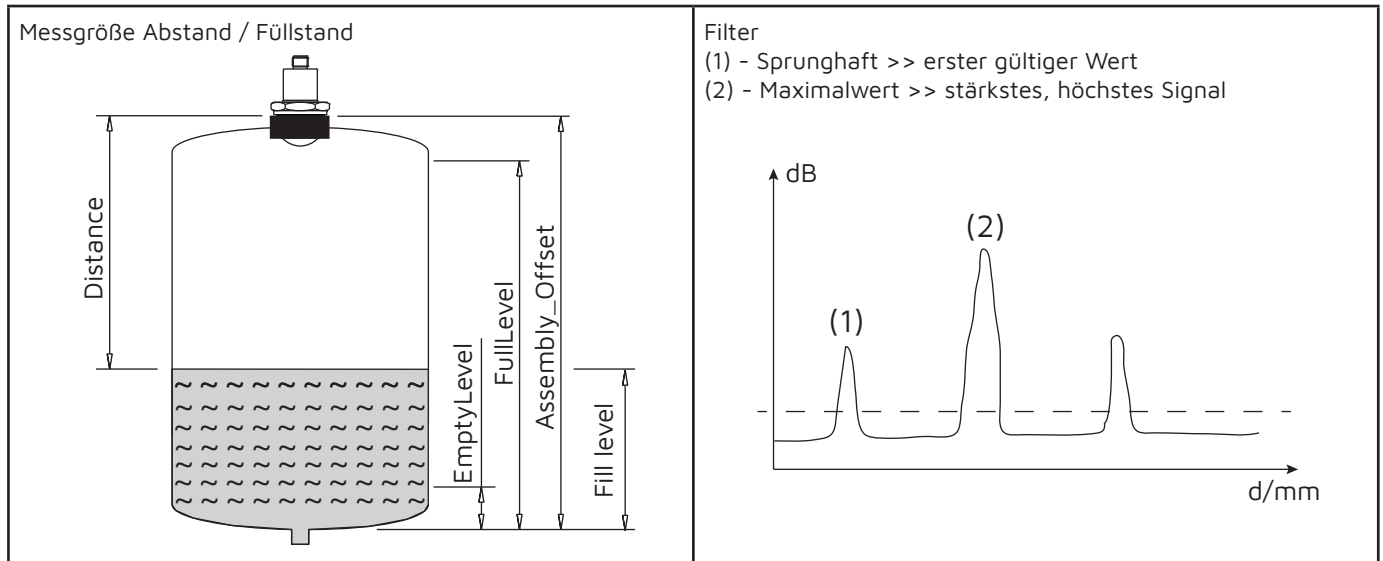 Messgröße Abstand / Füllstand
Distance
EmptyLevel
FullLevel
Assembly_Offset
Fill level
Filter
(1) - Sprunghaft >> erster gültiger Wert
(2) - Maximalwert >> stärkstes, höchstes Signal
dB
(2)
(1)
d/mm